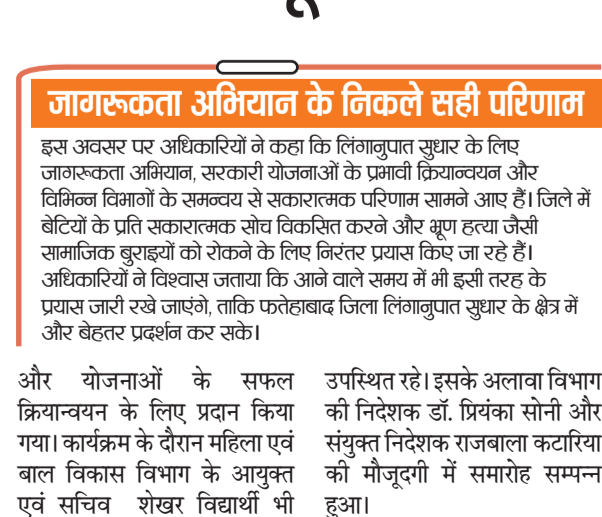 जागरूकता अभियान के निकले सही परिणाम
इस अवसर पर अधिकारियों ने कहा कि लिंगानुपात सुधार के लिए
जागरूकता अभियान, सरकारी योजनाओं के प्रभावी क्रियान्वयन और
विभिन्न विभागों के समन्वय से सकारात्मक परिणाम सामने आए हैं। जिले में
बेटियों के प्रति सकारात्मक सोच विकसित करने और भ्रूण हत्या जैसी
सामाजिक बुराइयों को रोकने के लिए निरंतर प्रयास किए जा रहे हैं।
अधिकारियों ने विश्वास जताया कि आने वाले समय में भी इसी तरह के
प्रयास जारी रखे जाएंगे, ताकि फतेहाबाद जिला लिंगानुपात सुधार के क्षेत्र में
और बेहतर प्रदर्शन कर सके।
और योजनाओं के सफल
क्रियान्वयन के लिए प्रदान किया
गया। कार्यक्रम के दौरान महिला एवं
बाल विकास विभाग के आयुक्त
एवं सचिव शेखर विद्यार्थी भी
उपस्थित रहे। इसके अलावा विभाग
की निदेशक डॉ. प्रियंका सोनी और
संयुक्त निदेशक राजबाला कटारिया
की मौजूदगी में समारोह सम्पन्न
हुआ।